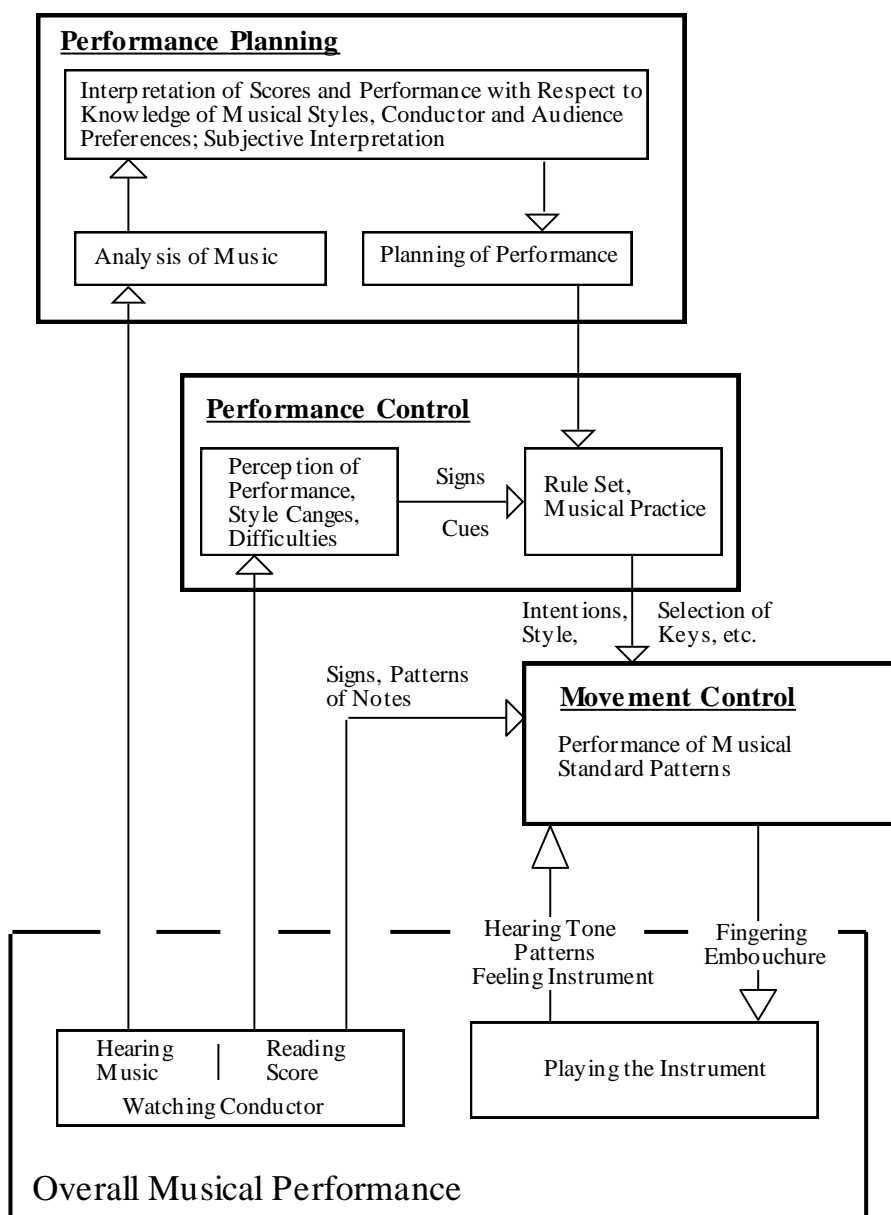 Performance Planning
Interpretation of Scores and Performance with Respect to
Knowledge of Musical Styles, Conductor and Audience
Preferences; Subjective Interpretation
Analysis of Music
Planning of Performance
Performance Control
Perception of
Performance,
Style Canges,
Difficulties
Signs
Cues
Rule Set,
Musical Practice
Intentions,
Style,
Selection of
Keys, etc.
Signs, Patterns
of Notes
Movement Control
Performance of Musical
Standard Patterns
Hearing Tone
Patterns
Feeling Instrument
Fingering
Embouchure
Hearing
Music
Reading
Score
Watching Conductor
Playing the Instrument
Overall Musical Performance